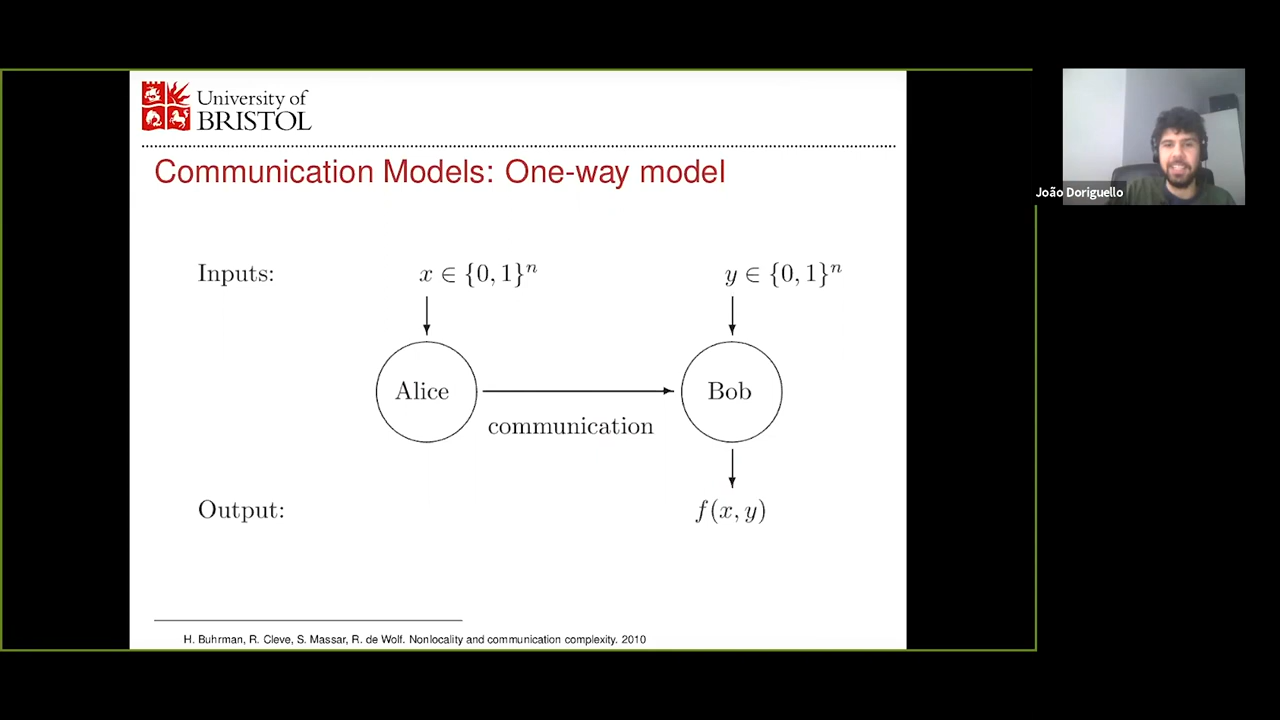 University of
BRISTOL
Communication Models: One-way model
João Doriguello
Inputs: x ∈ {0, 1}ⁿ y ∈ {0, 1}ⁿ
Alice Bob
communication
Output: f(x, y)
H. Buhrman, R. Cleve, S. Massar, R. de Wolf. Nonlocality and communication complexity. 2010